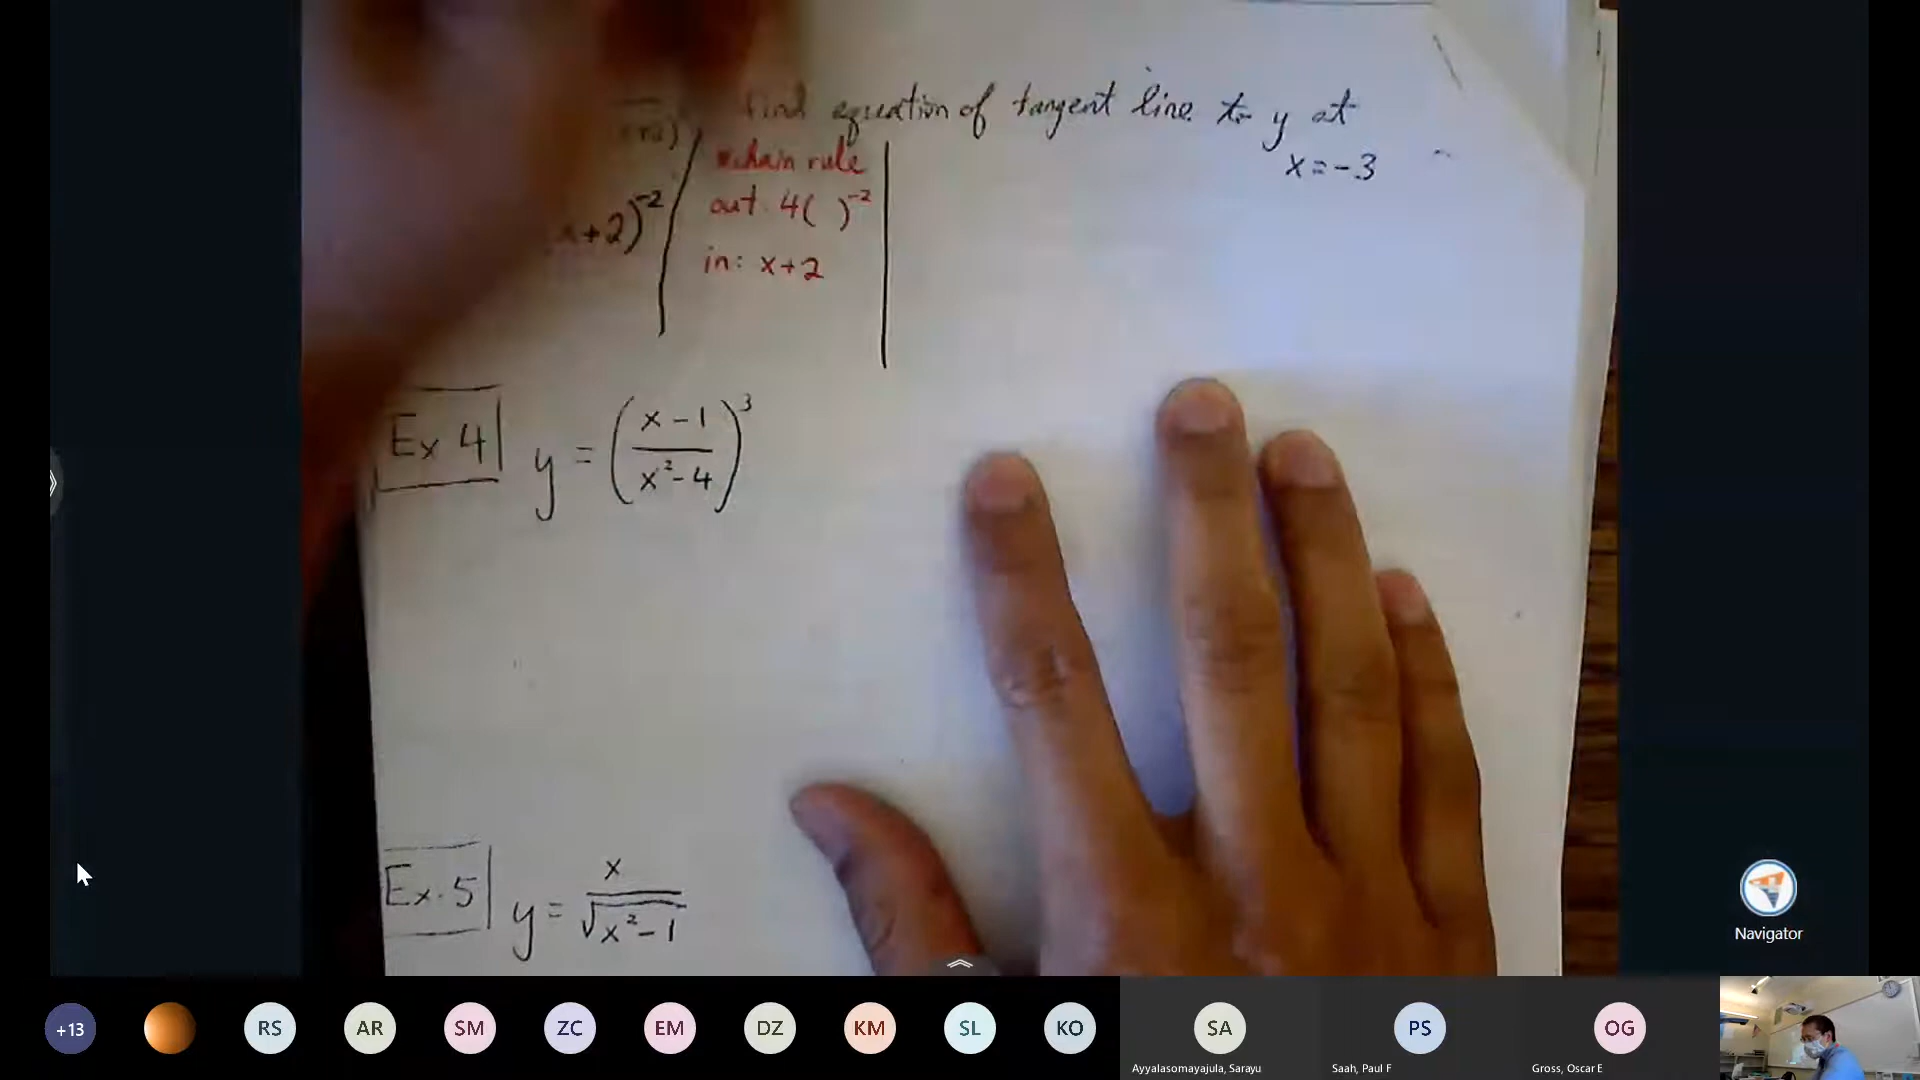 find equation of tangent line to y at
x = -3
chain rule
out. 4( )^-2
in: x+2
x+2)^-2
Ex 4 y = ((x-1)/(x²-4))³
Ex. 5 y = x/√(x²-1)
Navigator
+13
RS
AR
SM
ZC
EM
DZ
KM
SL
KO
SA
PS
OG
Ayyalasomayajula, Sarayu
Saah, Paul F
Gross, Oscar E